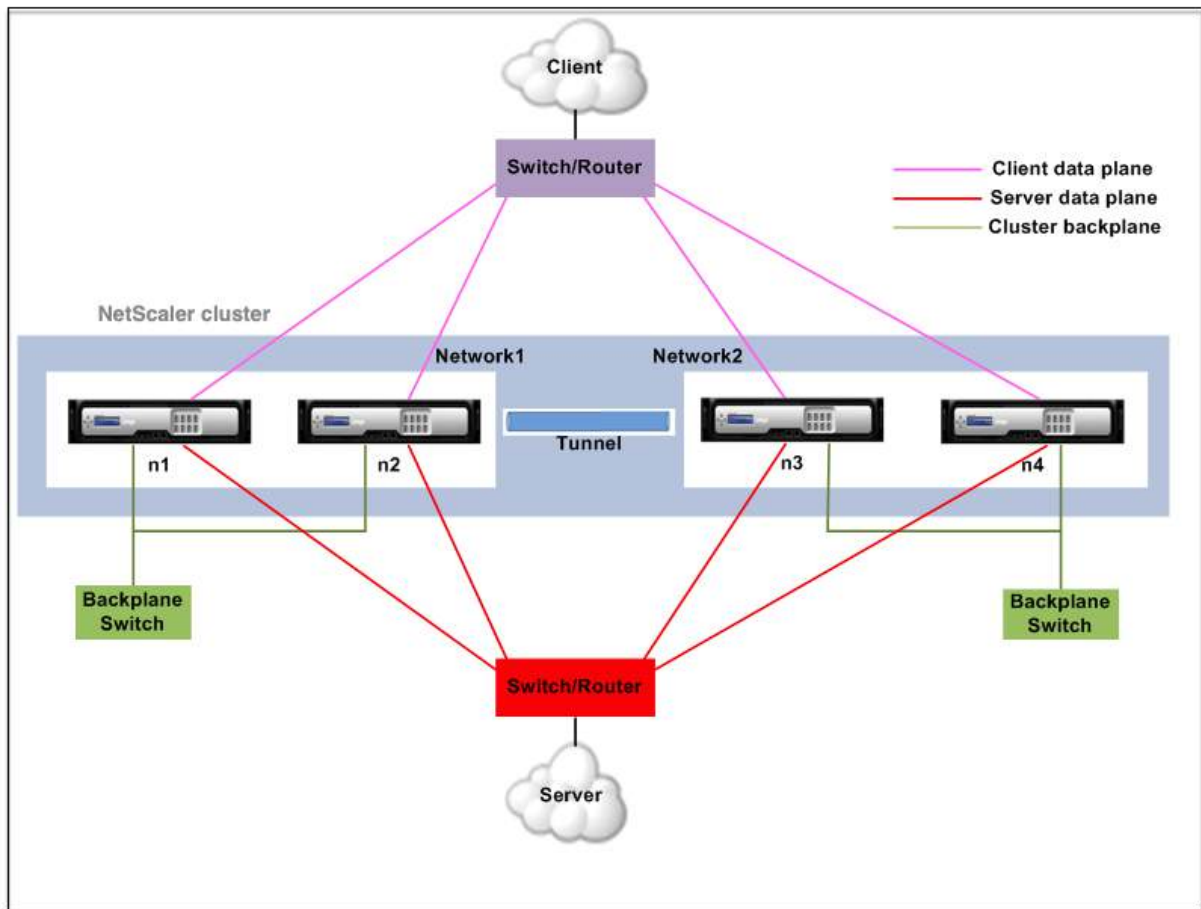 Client
Switch/Router
Client data plane
Server data plane
Cluster backplane
NetScaler cluster
Network1
Network2
Tunnel
n1
n2
n3
n4
Backplane
Switch
Backplane
Switch
Switch/Router
Server